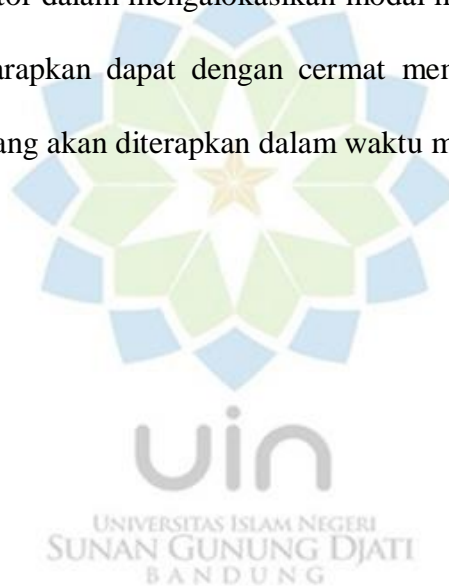 tor dalam mengalokasikan modal m
arapkan dapat dengan cermat men
ang akan diterapkan dalam waktu m
uin
UNIVERSITAS ISLAM NEGERI
SUNAN GUNUNG DJATI
BANDUNG